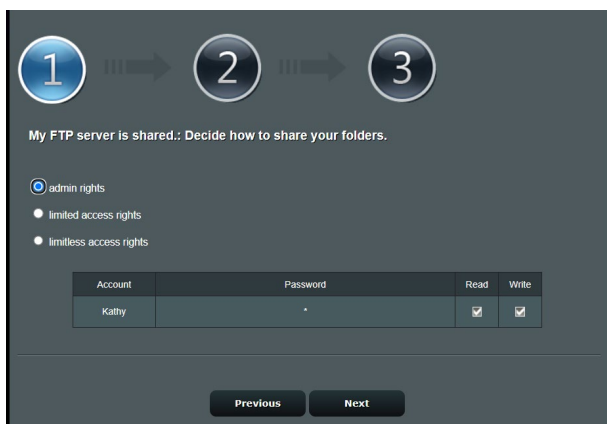 1 2 3
My FTP server is shared.: Decide how to share your folders.
admin rights
limited access rights
limitless access rights
Account Password Read Write
Kathy *
Previous Next